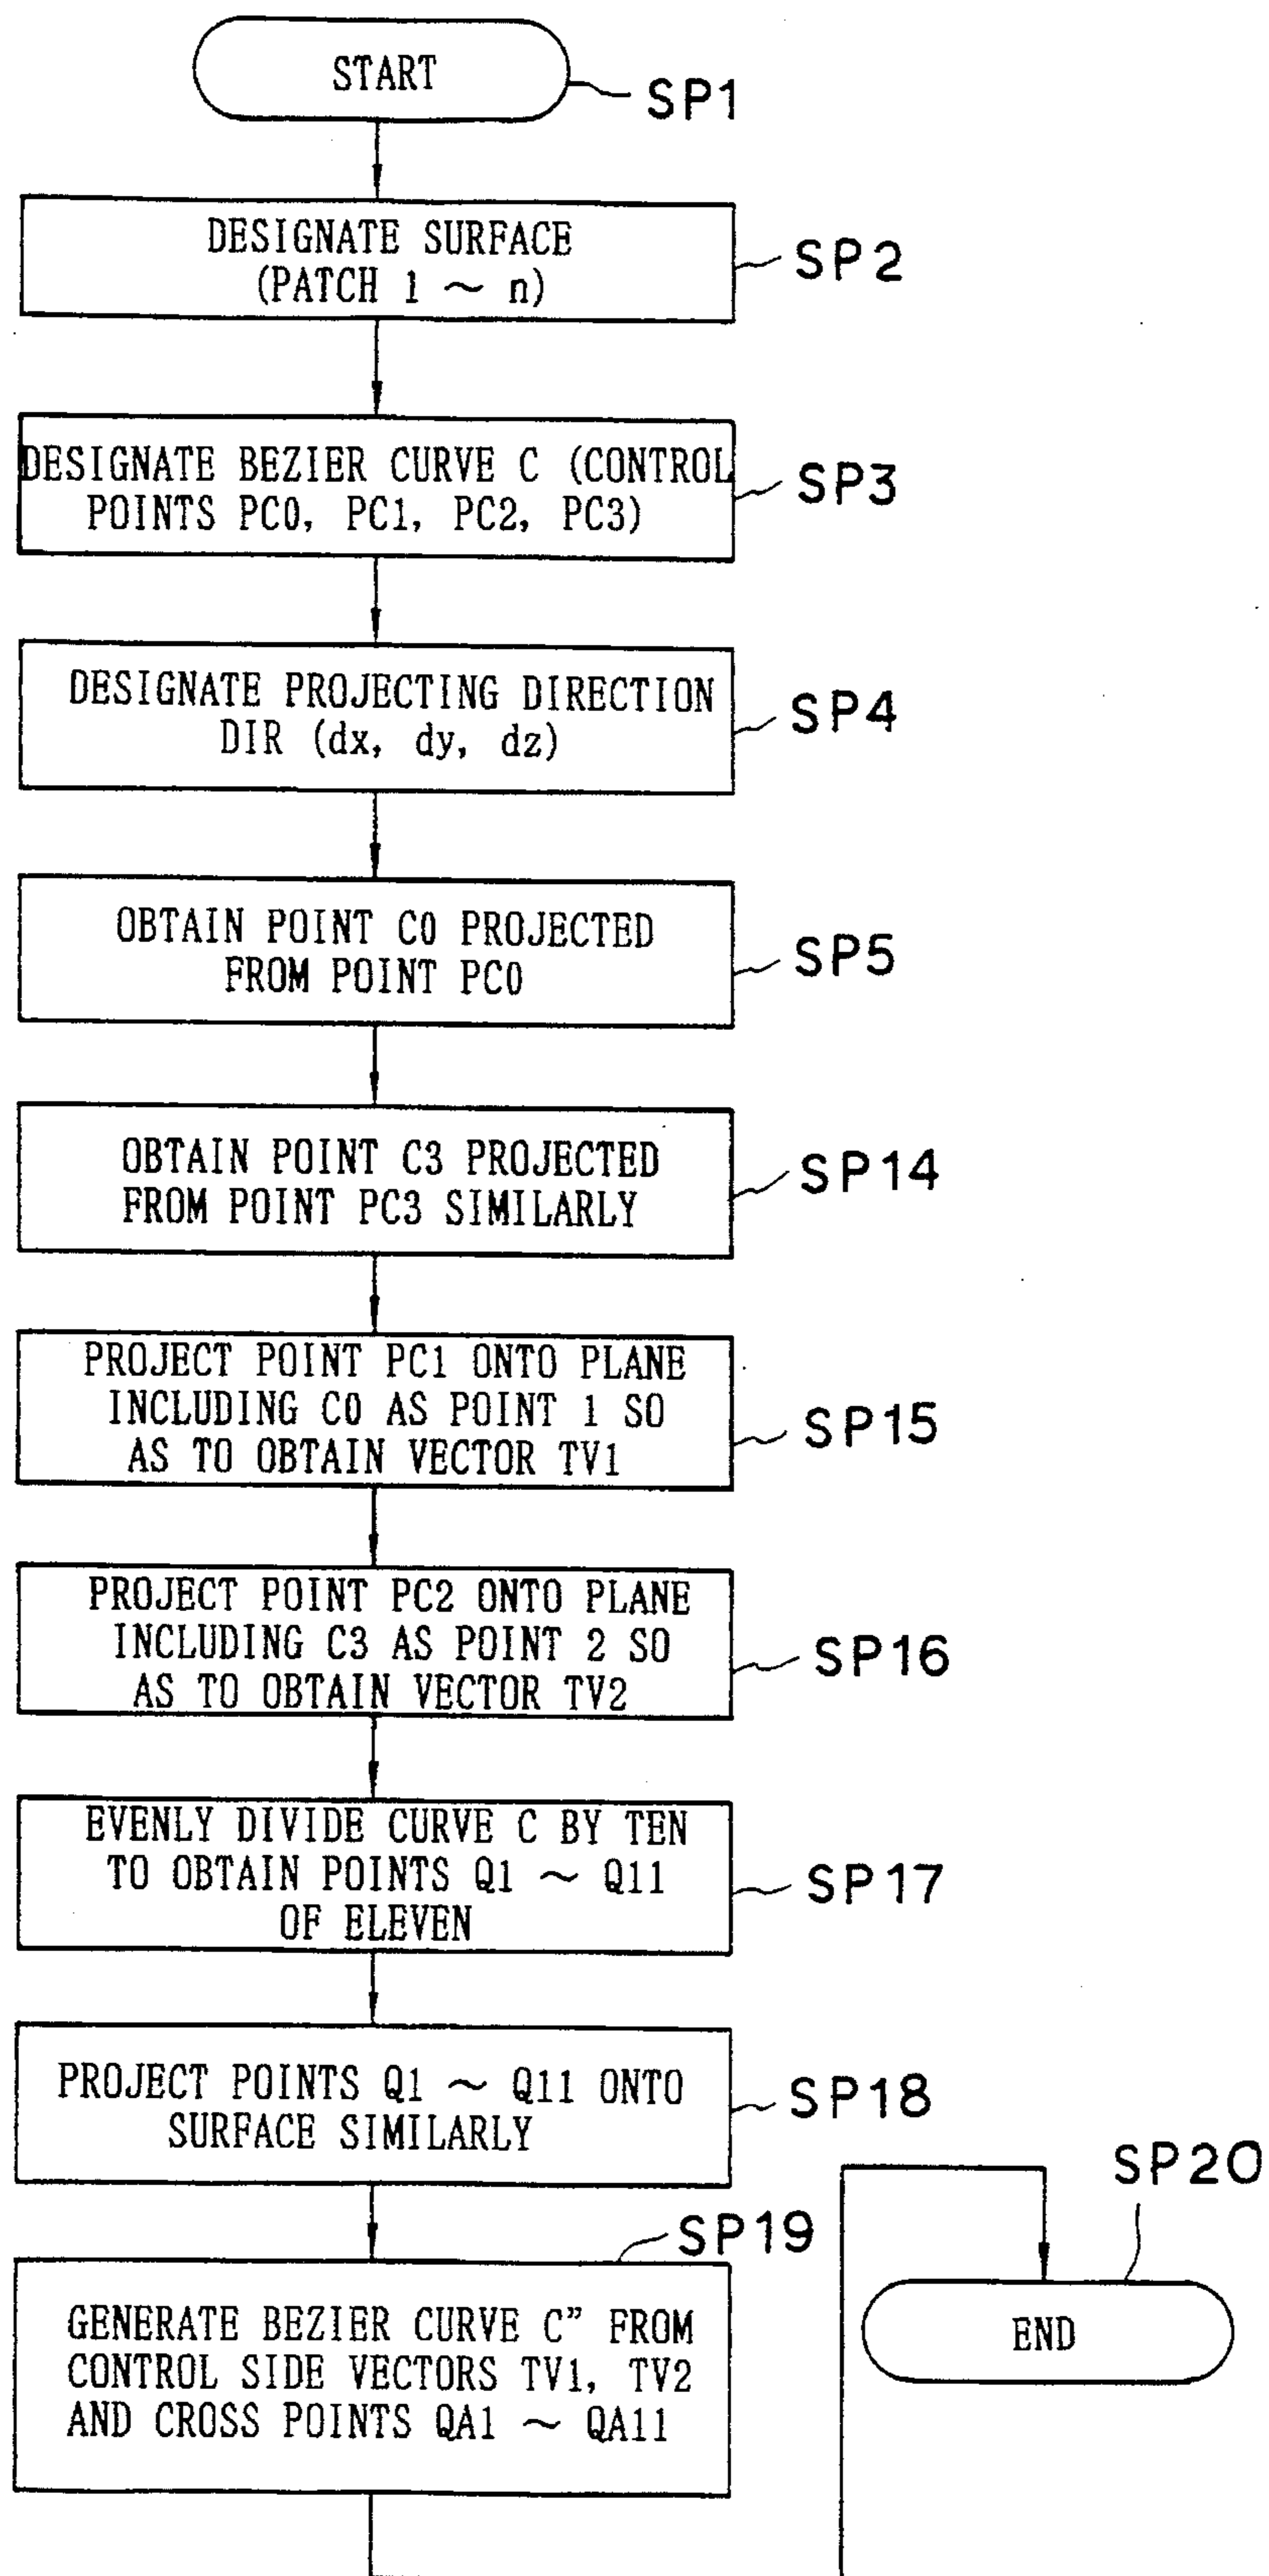 START
SP1
DESIGNATE SURFACE
(PATCH 1 ~ n)
SP2
DESIGNATE BEZIER CURVE C (CONTROL
POINTS PC0, PC1, PC2, PC3)
SP3
DESIGNATE PROJECTING DIRECTION
DIR (dx, dy, dz)
SP4
OBTAIN POINT C0 PROJECTED
FROM POINT PC0
SP5
OBTAIN POINT C3 PROJECTED
FROM POINT PC3 SIMILARLY
SP14
PROJECT POINT PC1 ONTO PLANE
INCLUDING C0 AS POINT 1 SO
AS TO OBTAIN VECTOR TV1
SP15
PROJECT POINT PC2 ONTO PLANE
INCLUDING C3 AS POINT 2 SO
AS TO OBTAIN VECTOR TV2
SP16
EVENLY DIVIDE CURVE C BY TEN
TO OBTAIN POINTS Q1 ~ Q11
OF ELEVEN
SP17
PROJECT POINTS Q1 ~ Q11 ONTO
SURFACE SIMILARLY
SP18
SP19
GENERATE BEZIER CURVE C” FROM
CONTROL SIDE VECTORS TV1, TV2
AND CROSS POINTS QA1 ~ QA11
SP20
END